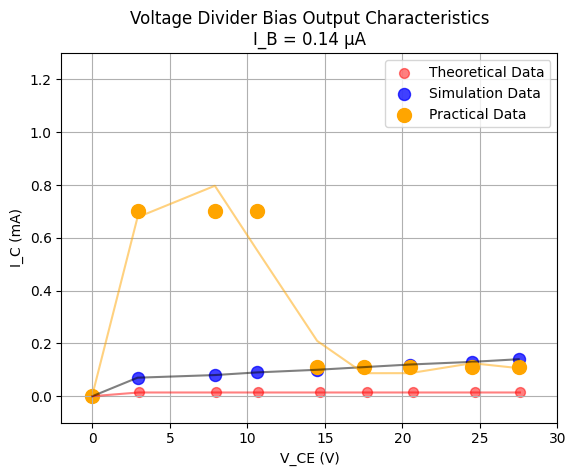 Voltage Divider Bias Output Characteristics
I_B = 0.14 μA
Theoretical Data
Simulation Data
Practical Data
I_C (mA)
1.2
1.0
0.8
0.6
0.4
0.2
0.0
0 5 10 15 20 25 30
V_CE (V)